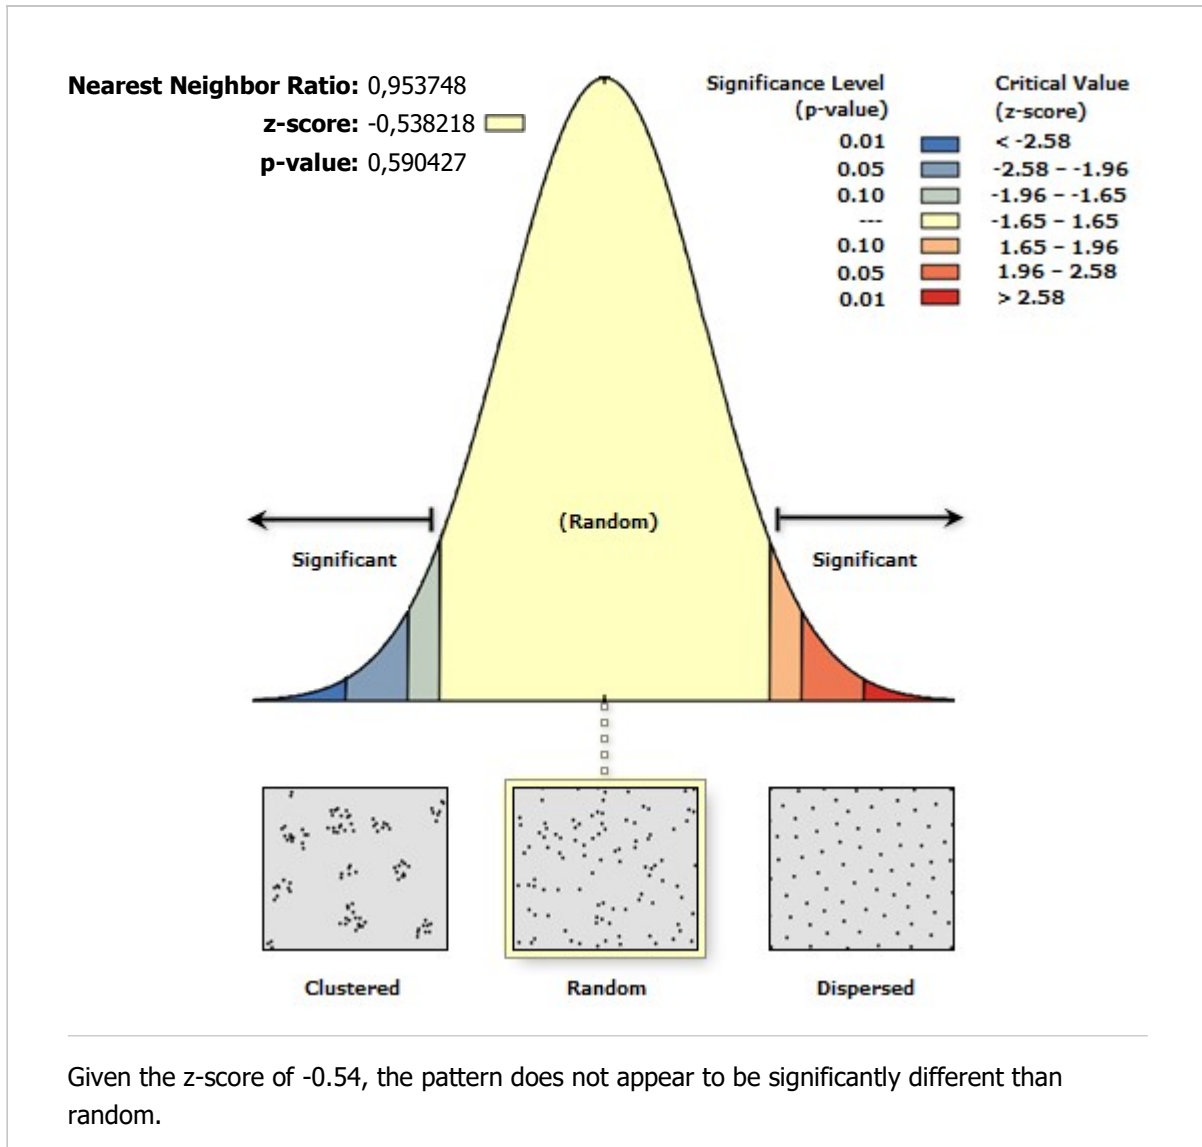 Nearest Neighbor Ratio: 0,953748
z-score: -0,538218
p-value: 0,590427
Significance Level
(p-value)
Critical Value
(z-score)
0.01 < -2.58
0.05 -2.58 – -1.96
0.10 -1.96 – -1.65
--- -1.65 – 1.65
0.10 1.65 – 1.96
0.05 1.96 – 2.58
0.01 > 2.58
(Random)
Significant
Significant
Clustered
Random
Dispersed
Given the z-score of -0.54, the pattern does not appear to be significantly different than
random.